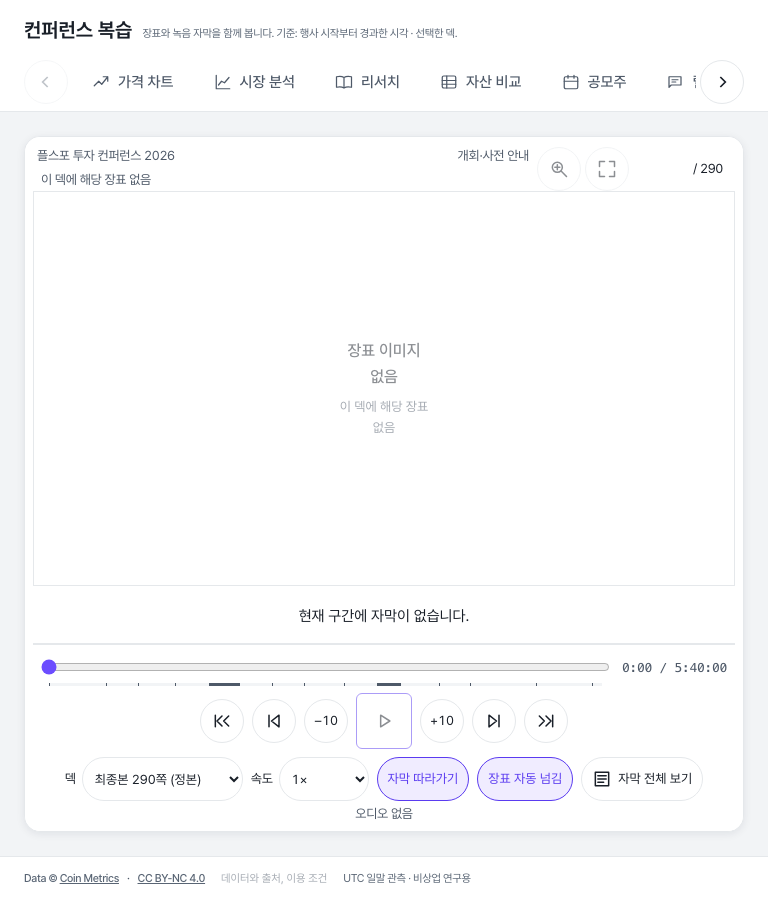 컨퍼런스 복습
장표와 녹음 자막을 함께 봅니다. 기준: 행사 시작부터 경과한 시각 · 선택한 덱.
가격 차트
시장 분석
리서치
자산 비교
공모주
플스포 투자 컨퍼런스 2026
개회·사전 안내
이 덱에 해당 장표 없음
/ 290
장표 이미지
없음
이 덱에 해당 장표
없음
현재 구간에 자막이 없습니다.
0:00 / 5:40:00
−10
+10
덱
최종본 290쪽 (정본)
속도
1×
자막 따라가기
장표 자동 넘김
자막 전체 보기
오디오 없음
Data © Coin Metrics · CC BY-NC 4.0 데이터와 출처, 이용 조건 UTC 일말 관측 · 비상업 연구용